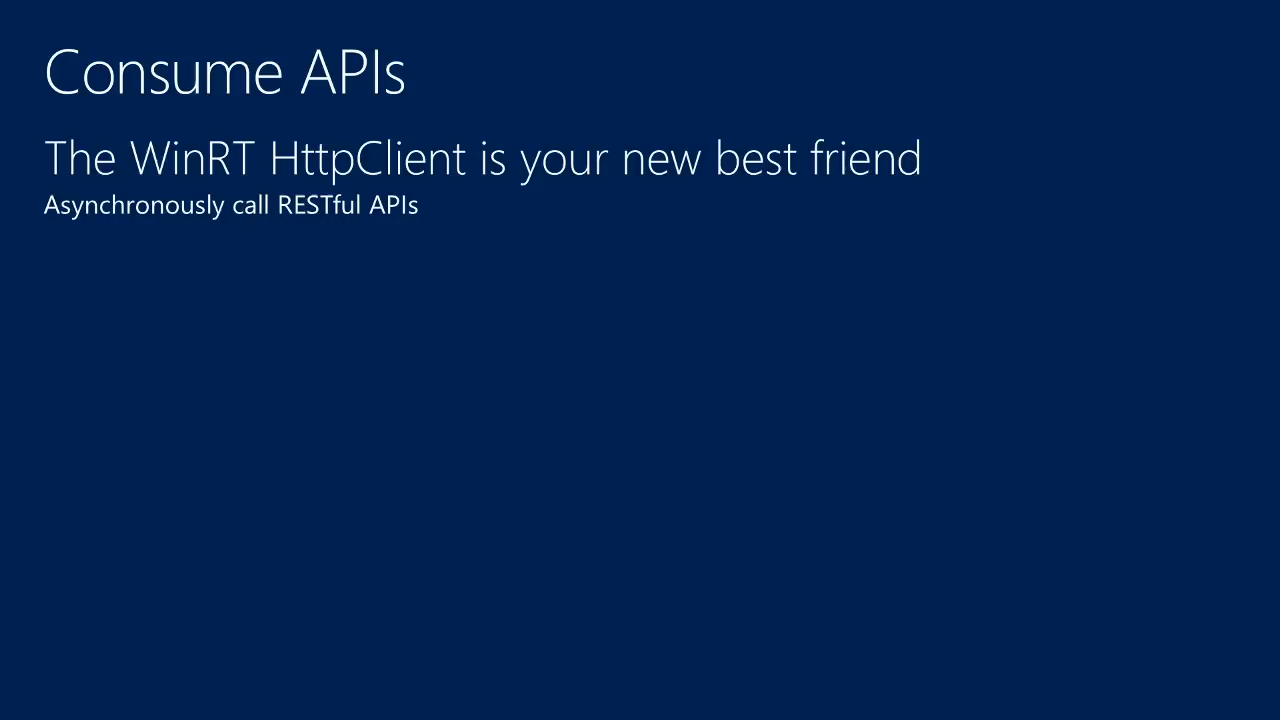 Consume APIs
The WinRT HttpClient is your new best friend
Asynchronously call RESTful APIs